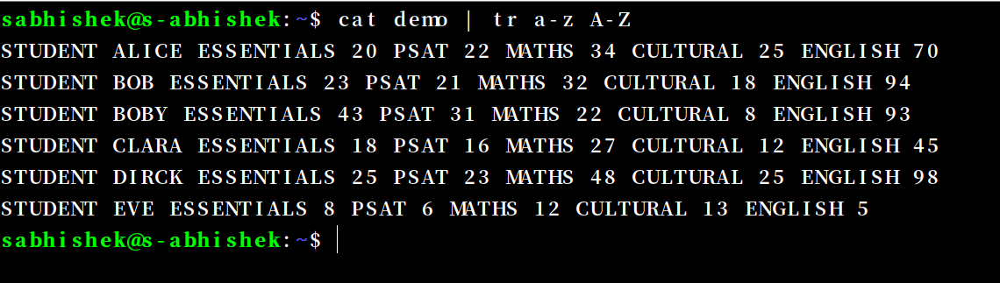 sabhishek@s-abhishek:~$ cat demo | tr a-z A-Z
STUDENT ALICE ESSENTIALS 20 PSAT 22 MATHS 34 CULTURAL 25 ENGLISH 70
STUDENT BOB ESSENTIALS 23 PSAT 21 MATHS 32 CULTURAL 18 ENGLISH 94
STUDENT BOBY ESSENTIALS 43 PSAT 31 MATHS 22 CULTURAL 8 ENGLISH 93
STUDENT CLARA ESSENTIALS 18 PSAT 16 MATHS 27 CULTURAL 12 ENGLISH 45
STUDENT DIRCK ESSENTIALS 25 PSAT 23 MATHS 48 CULTURAL 25 ENGLISH 98
STUDENT EVE ESSENTIALS 8 PSAT 6 MATHS 12 CULTURAL 13 ENGLISH 5
sabhishek@s-abhishek:~$